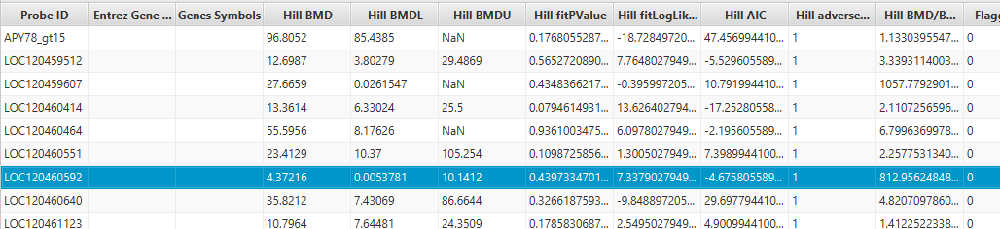 Probe ID Entrez Gene ... Genes Symbols Hill BMD Hill BMDL Hill BMDU Hill fitPValue Hill fitLogLik... Hill AIC Hill adverse... Hill BMD/B... Flagg
APY78_gt15 96.8052 85.4385 NaN 0.1768055287... -18.72849720... 47.456994410... 1 1.1330395547... 0
LOC120459512 12.6987 3.80279 29.4869 0.5652720890... 7.7648027949... -5.529605589... 1 3.3393114003... 0
LOC120459607 27.6659 0.0261547 NaN 0.4348366217... -0.395997205... 10.791994410... 1 1057.7792901... 0
LOC120460414 13.3614 6.33024 25.5 0.0794614931... 13.626402794... -17.25280558... 1 2.1107256596... 0
LOC120460464 55.5956 8.17626 NaN 0.9361003475... 6.0978027949... -2.195605589... 1 6.7996369978... 0
LOC120460551 23.4129 10.37 105.254 0.1098725856... 1.3005027949... 7.3989944100... 1 2.2577531340... 0
LOC120460592 4.37216 0.0053781 10.1412 0.4397334701... 7.3379027949... -4.675805589... 1 812.95624848... 0
LOC120460640 35.8212 7.43069 86.6644 0.3266187593... -9.848897205... 29.697794410... 1 4.8207097860... 0
LOC120461123 10.7964 7.64481 24.3509 0.1785830687... 2.5495027949... 4.9009944100... 1 1.4122522338... 0